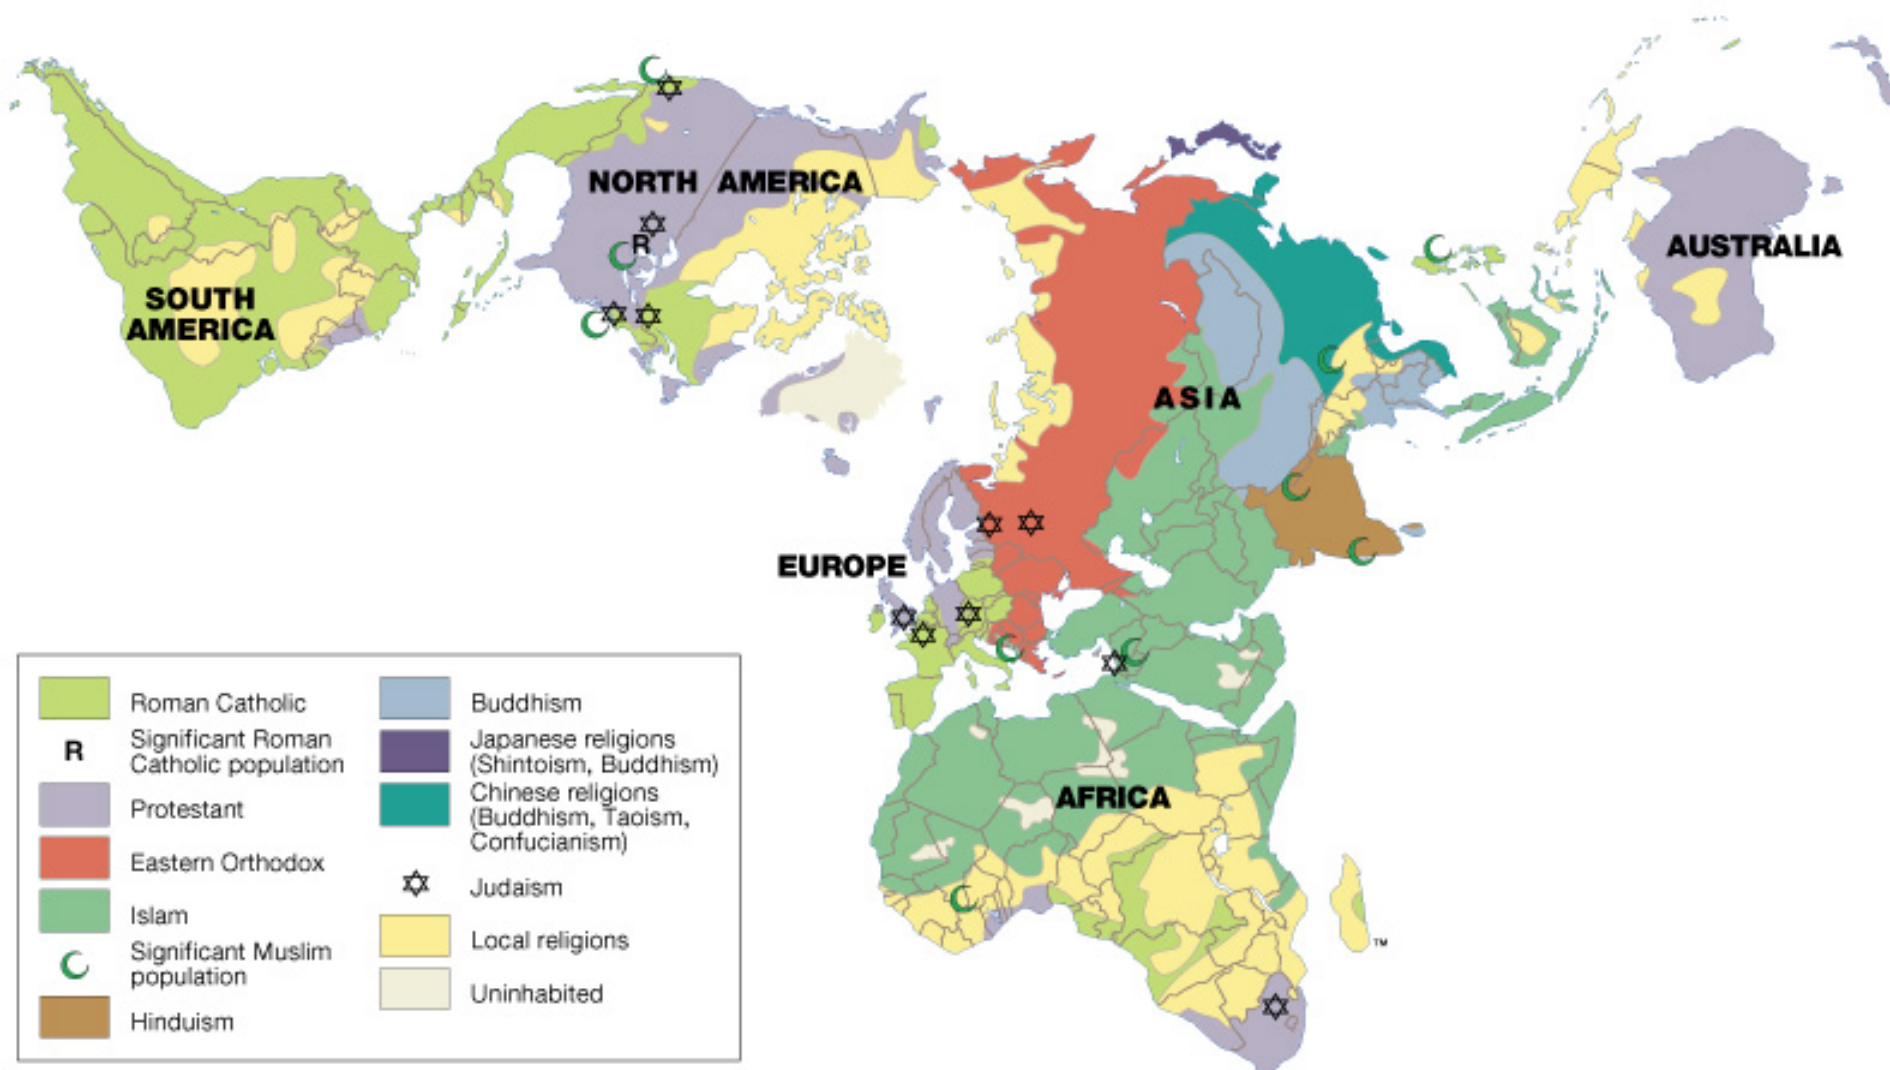 NORTH AMERICA
R
SOUTH
AMERICA
AUSTRALIA
ASIA
EUROPE
AFRICA
TM
Roman Catholic
R
Significant Roman
Catholic population
Protestant
Eastern Orthodox
Islam
Significant Muslim
population
Hinduism
Buddhism
Japanese religions
(Shintoism, Buddhism)
Chinese religions
(Buddhism, Taoism,
Confucianism)
Judaism
Local religions
Uninhabited